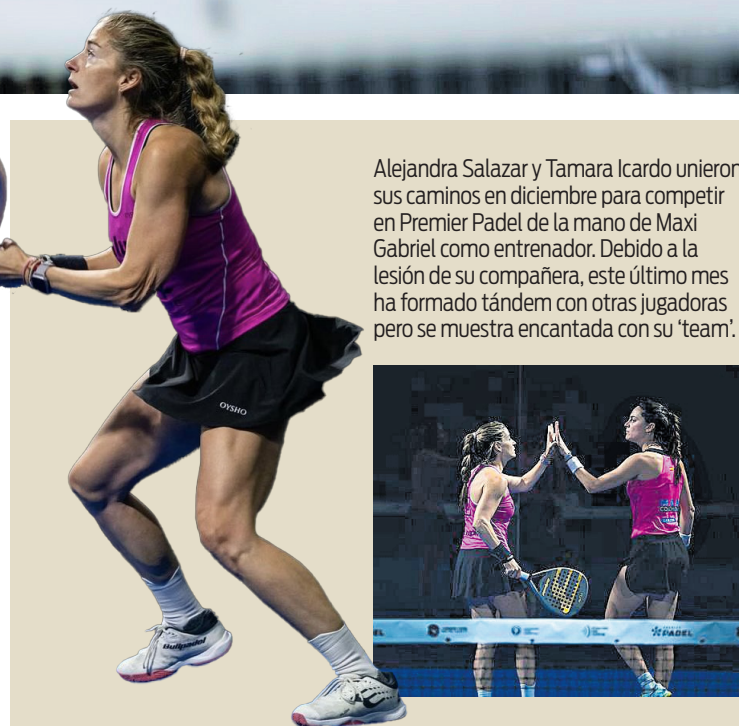 Alejandra Salazar y Tamara Icardo unieron
sus caminos en diciembre para competir
en Premier Padel de la mano de Maxi
Gabriel como entrenador. Debido a la
lesión de su compañera, este último mes
ha formado tándem con otras jugadoras
pero se muestra encantada con su ‘team’.
OYSHO
Bullpadel
PADEL